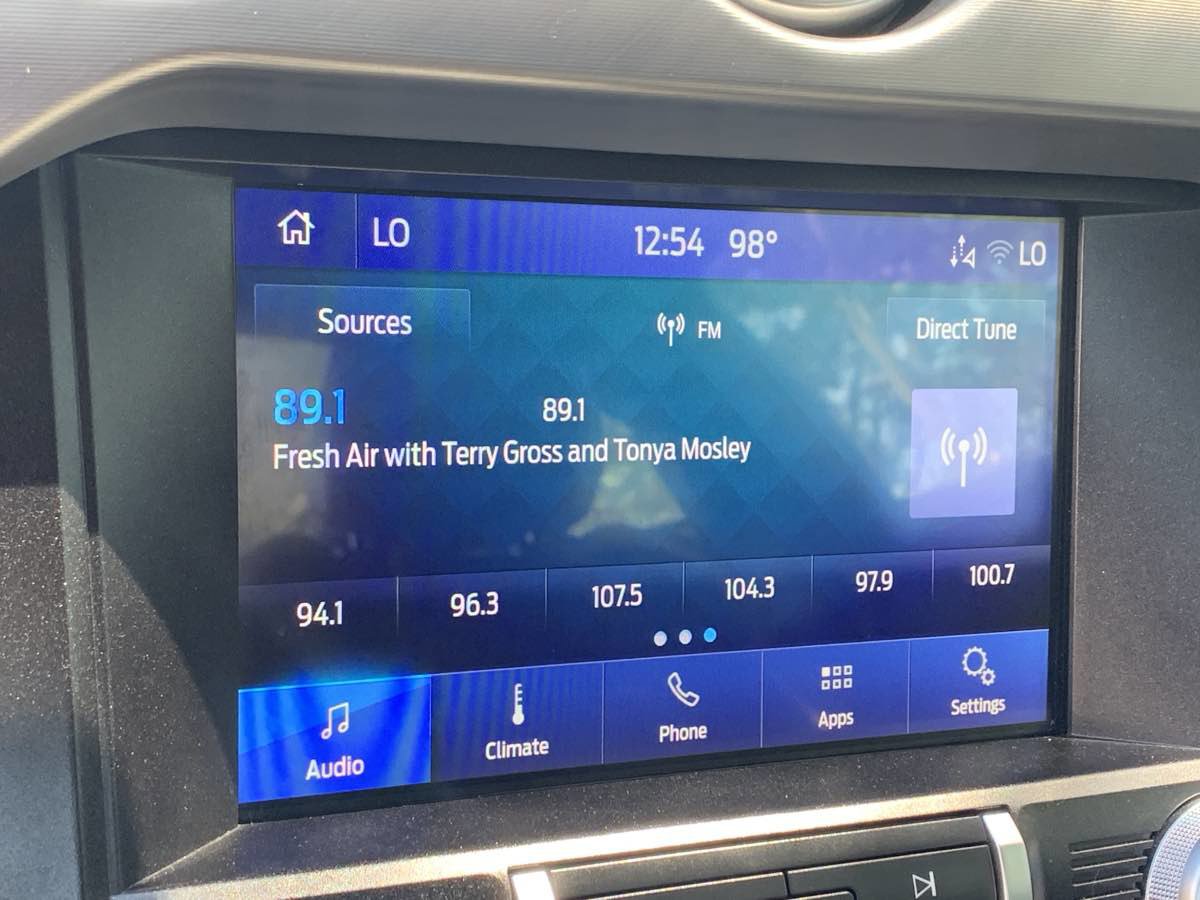 LO 12:54 98° LO
Sources FM Direct Tune
89.1 89.1
Fresh Air with Terry Gross and Tonya Mosley
94.1 96.3 107.5 104.3 97.9 100.7
Audio Climate Phone Apps Settings